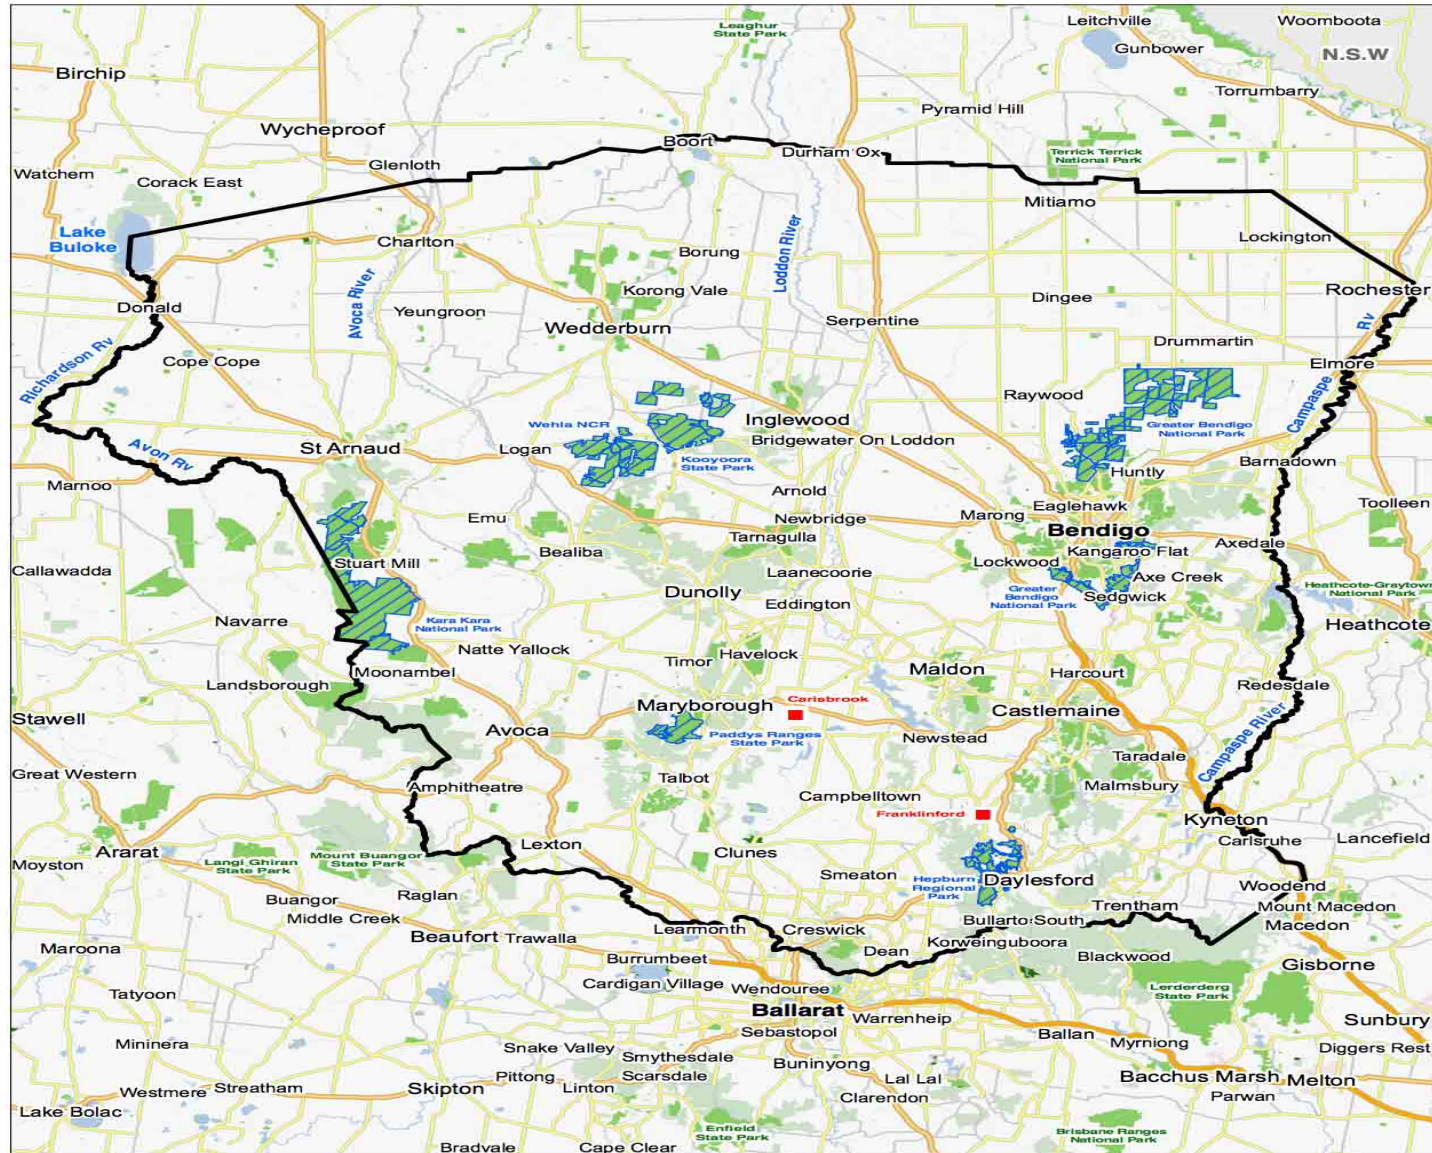 Leaghur
State Park
Leitchville
Woomboota
Gunbower
N.S.W
Birchip
Torrumbarry
Pyramid Hill
Wycheproof
Boort
Durham Ox
Terrick Terrick
National Park
Glenloth
Watchem
Corack East
Mitiamo
Lake
Buloke
Charlton
Borung
Loddon River
Lockington
Avoca River
Korong Vale
Dingee
Rochester
Donald
Yeungroon
Wedderburn
Serpentine
Rv
Drummartin
Richardson Rv
Cope Cope
Elmore
Raywood
Campaspe
Inglewood
Wehla NCR
Greater Bendigo
National Park
Avon Rv
St Arnaud
Logan
Bridgewater On Loddon
Kooyoora
State Park
Barnadown
Huntly
Marnoo
Arnold
Eaglehawk
Toolleen
Emu
Newbridge
Marong
Bendigo
Tarnagulla
Bealiba
Kangaroo Flat
Axedale
Stuart Mill
Lockwood
Callawadda
Laanecoorie
Axe Creek
Dunolly
Greater
Bendigo
National Park
Sedgwick
Heathcote-Graytown
National Park
Eddington
Navarre
Kara Kara
National Park
Heathcote
Natte Yallock
Havelock
Timor
Moonambel
Maldon
Harcourt
Landsborough
Redesdale
Carisbrook
Maryborough
Castlemaine
Stawell
Avoca
Paddys Ranges
State Park
Newstead
Campaspe River
Taradale
Great Western
Talbot
Malmsbury
Amphitheatre
Campbelltown
Franklinford
Kyneton
Carlsruhe
Lancefield
Lexton
Ararat
Clunes
Moyston
Langi Ghiran
State Park
Mount Buangor
State Park
Smeaton
Hepburn
Regional
Park
Daylesford
Woodend
Raglan
Buangor
Trentham
Mount Macedon
Middle Creek
Bullarto South
Macedon
Beaufort
Trawalla
Learmonth
Creswick
Korweinguboora
Maroona
Dean
Blackwood
Burrumbeet
Gisborne
Cardigan Village
Wendouree
Lerderderg
State Park
Tatyoon
Ballarat
Warrenheip
Sunbury
Sebastopol
Ballan
Myrniong
Mininera
Snake Valley
Smythesdale
Diggers Rest
Buninyong
Pittong
Scarsdale
Lal Lal
Bacchus Marsh
Melton
Westmere
Streatham
Skipton
Linton
Clarendon
Parwan
Lake Bolac
Enfield
State Park
Brisbane Ranges
National Park
Bradvale
Cape Clear